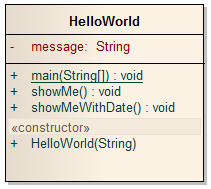 HelloWorld
- message: String
+ main(String[]) : void
+ showMe() : void
+ showMeWithDate() : void
«constructor»
+ HelloWorld(String)